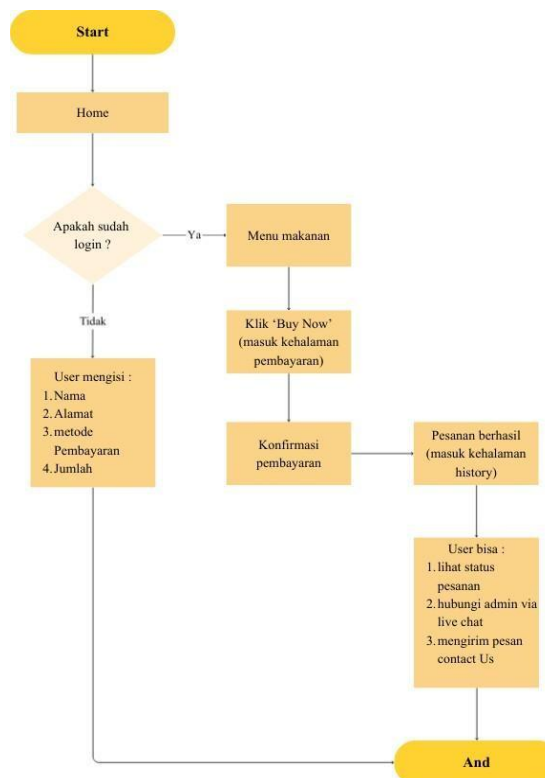 Start
Home
Apakah sudah
login ?
Ya
Menu makanan
Tidak
Klik ‘Buy Now’
(masuk kehalaman
pembayaran)
User mengisi :
1. Nama
2. Alamat
3. metode
Pembayaran
4. Jumlah
Konfirmasi
pembayaran
Pesanan berhasil
(masuk kehalaman
history)
User bisa :
1. lihat status
pesanan
2. hubungi admin via
live chat
3. mengirim pesan
contact Us
And